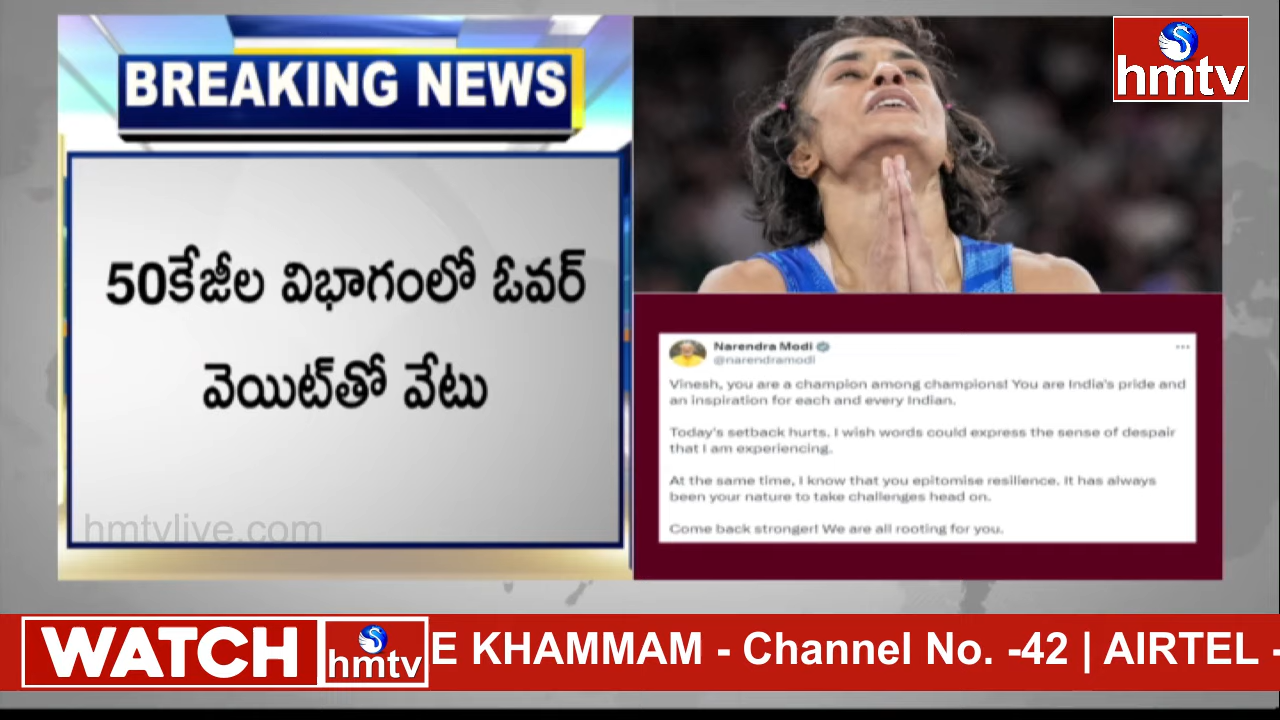 BREAKING NEWS
50కేజీల విభాగంలో ఓవర్
వెయిట్‌తో వేటు
hmtvlive.com
hmtv
Narendra Modi
@narendramodi
Vinesh, you are a champion among champions! You are India's pride and
an inspiration for each and every Indian.
Today's setback hurts. I wish words could express the sense of despair
that I am experiencing.
At the same time, I know that you epitomise resilience. It has always
been your nature to take challenges head on.
Come back stronger! We are all rooting for you.
WATCH hmtv E KHAMMAM - Channel No. -42 | AIRTEL -